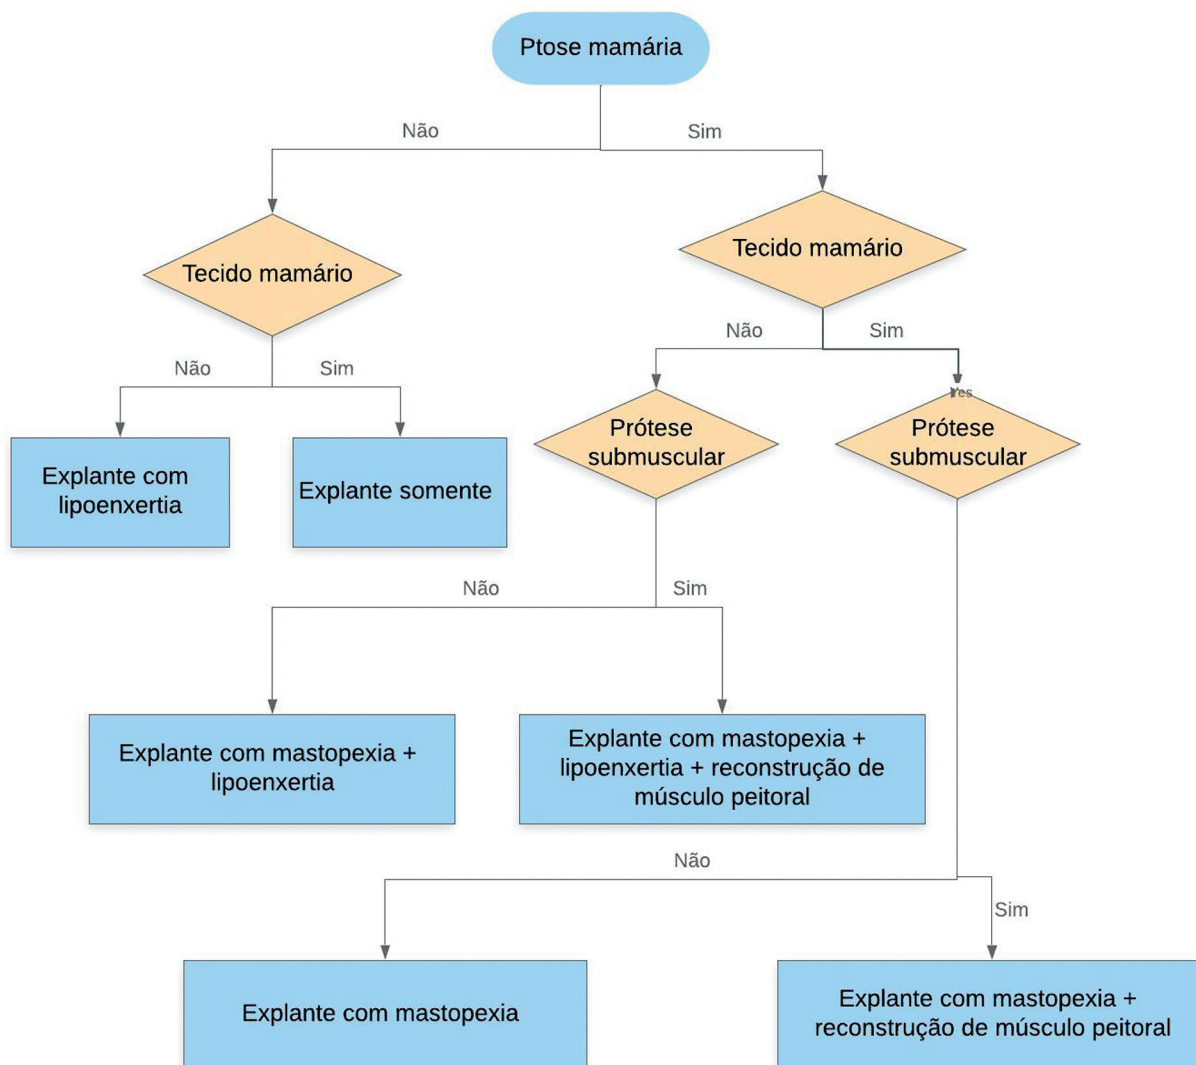 Ptose mamária
Não
Sim
Tecido mamário
Tecido mamário
Não
Sim
Não
Sim
Yes
Explante com
lipoenxertia
Explante somente
Prótese
submuscular
Prótese
submuscular
Não
Sim
Explante com mastopexia +
lipoenxertia
Explante com mastopexia +
lipoenxertia + reconstrução de
músculo peitoral
Não
Sim
Explante com mastopexia
Explante com mastopexia +
reconstrução de músculo peitoral